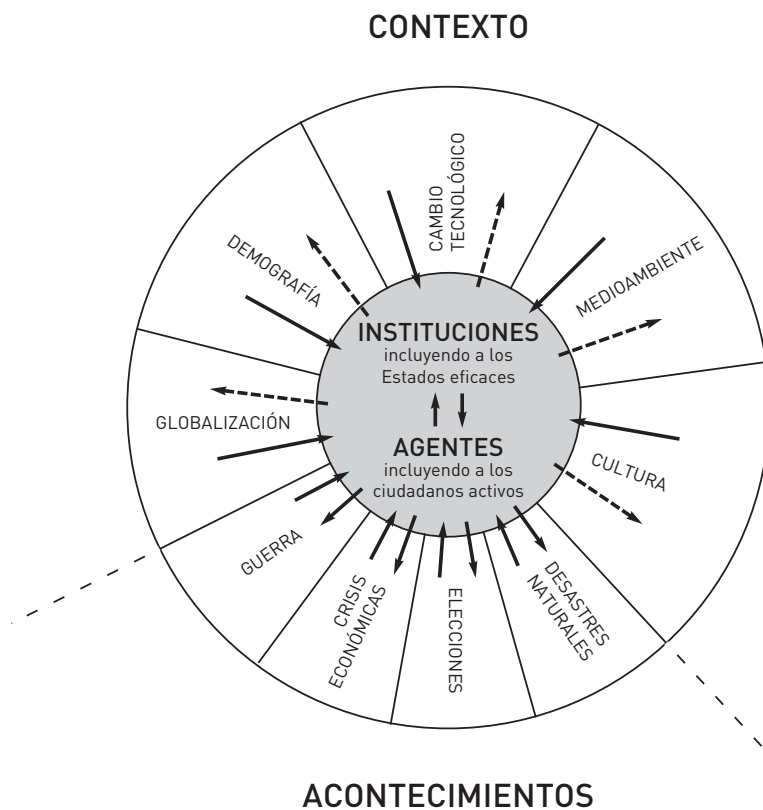 CONTEXTO
CAMBIO
TECNOLÓGICO
DEMOGRAFÍA
MEDIOAMBIENTE
INSTITUCIONES
incluyendo a los
Estados eficaces
GLOBALIZACIÓN
AGENTES
incluyendo a los
ciudadanos activos
CULTURA
GUERRA
CRISIS
ECONÓMICAS
ELECCIONES
DESASTRES
NATURALES
ACONTECIMIENTOS